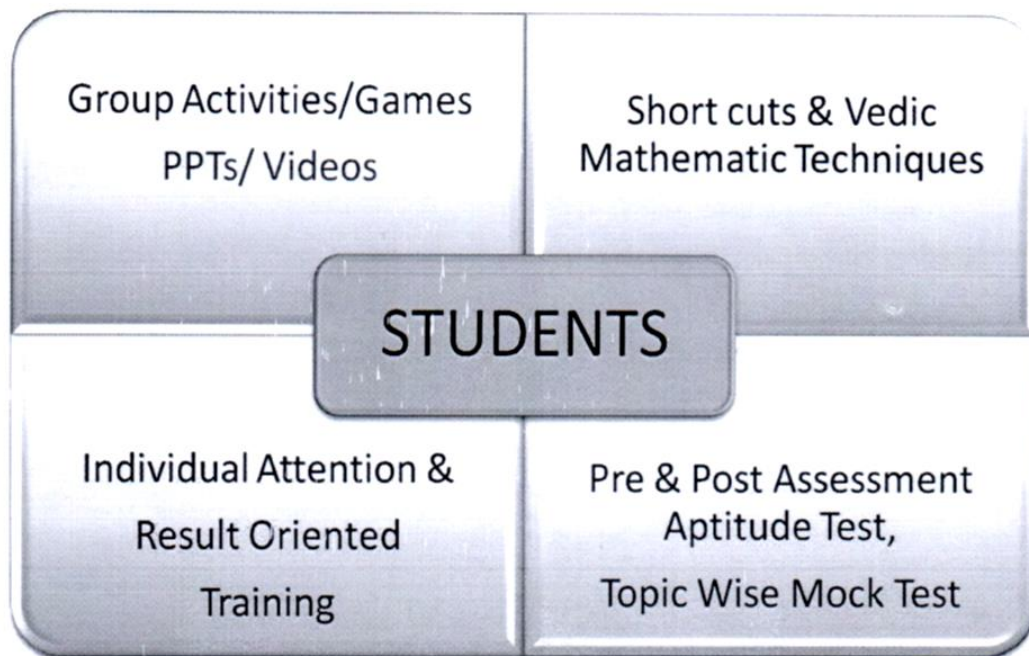 Group Activities/Games
PPTs/ Videos
Short cuts & Vedic
Mathematic Techniques
STUDENTS
Individual Attention &
Result Oriented
Training
Pre & Post Assessment
Aptitude Test,
Topic Wise Mock Test